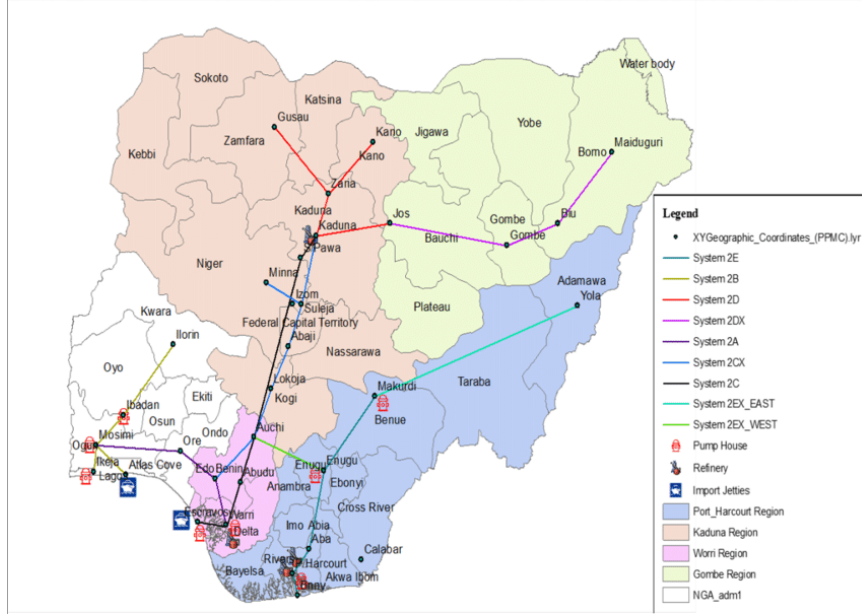 Water body
Sokoto
Katsina
Gusau
Kano
Jigawa
Yobe
Maiduguri
Zamfara
Kebbi
Kano
Borno
Zaria
Kaduna
Kaduna
Jos
Gombe
Biu
Gombe
Bauchi
S.Pawa
Niger
Minna
Adamawa
Yola
Izom
Suleja
Plateau
Kwara
Federal Capital Territory
Abaji
Ilorin
Nassarawa
Oyo
Taraba
Lokoja
Kogi
Makurdi
Ekiti
Benue
Ibadan
Osun
Ondo
Auchi
Mosimi
Ogun
Ore
Ikeja
Atlas Cove
Lagos
Edo
Benin
Abudu
Enugu
Enugu
Ebonyi
Anambra
Cross River
Escravos
Warri
Delta
Imo
Abia
Aba
Calabar
Rivers
P.Harcourt
Bayelsa
Akwa Ibom
Legend
XYGeographic_Coordinates_(PPMC).lyr
System 2E
System 2B
System 2D
System 2DX
System 2A
System 2CX
System 2C
System 2EX_EAST
System 2EX_WEST
Pump House
Refinery
Import Jetties
Port_Harcourt Region
Kaduna Region
Worri Region
Gombe Region
NGA_adm1